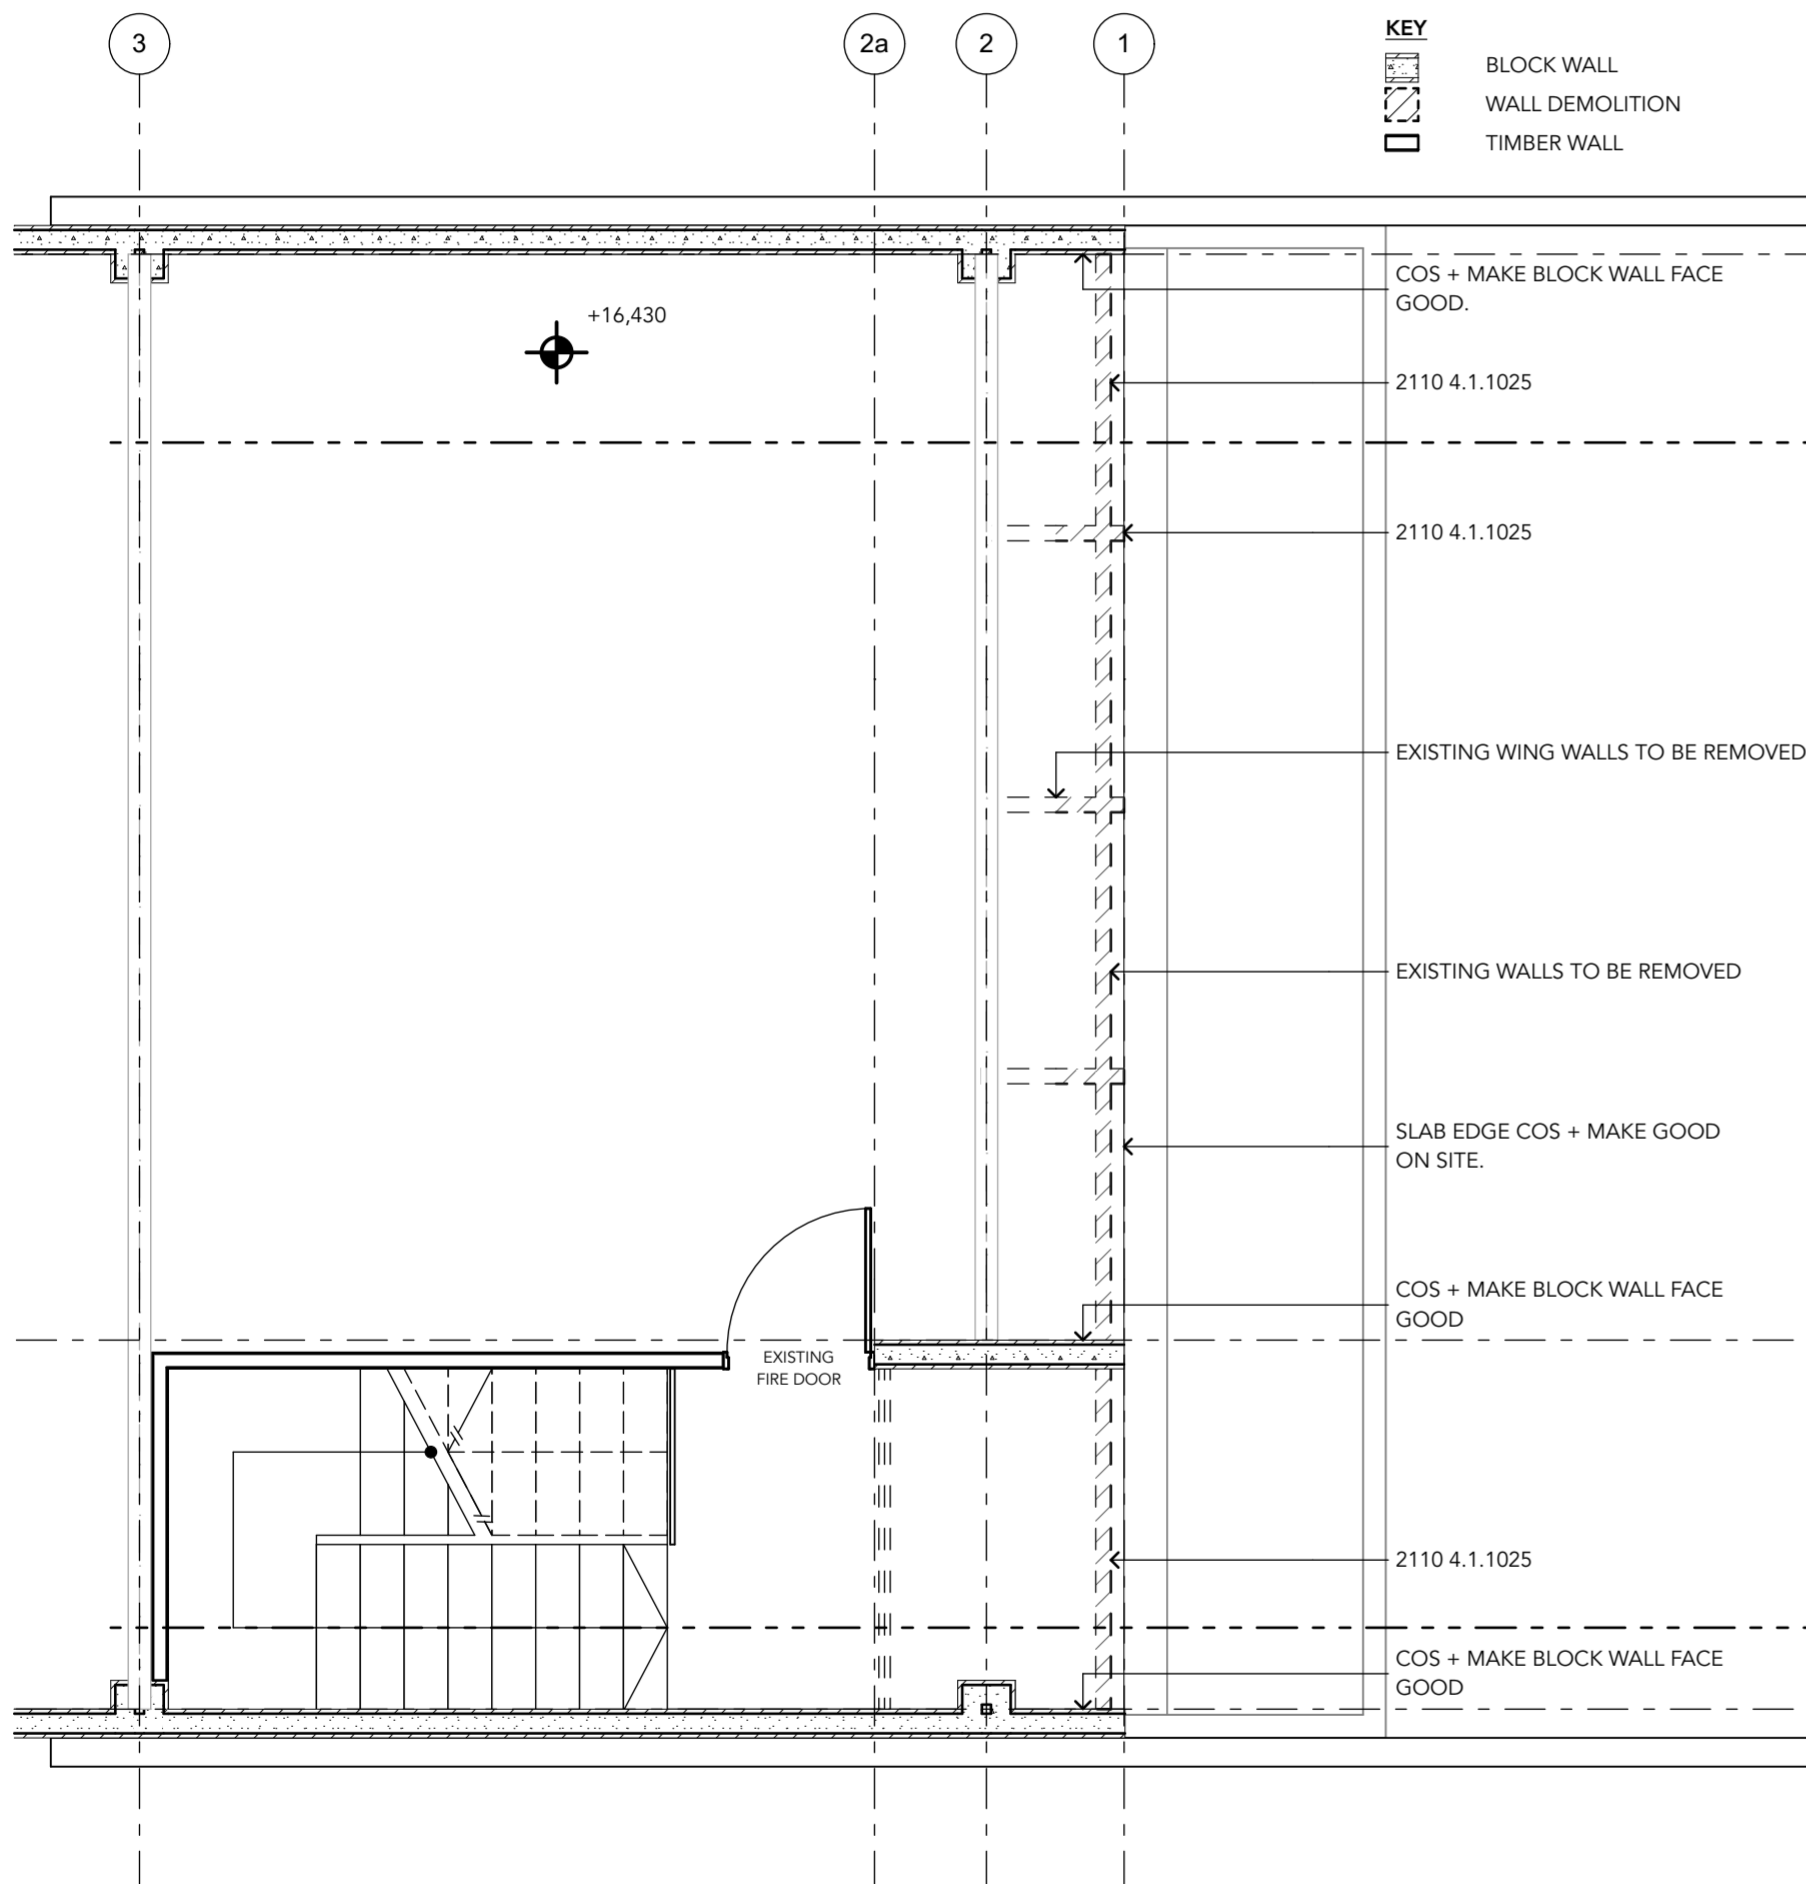 3
2a
2
1
KEY
BLOCK WALL
WALL DEMOLITION
TIMBER WALL
COS + MAKE BLOCK WALL FACE
GOOD.
+16,430
2110 4.1.1025
2110 4.1.1025
EXISTING WING WALLS TO BE REMOVED
EXISTING WALLS TO BE REMOVED
SLAB EDGE COS + MAKE GOOD
ON SITE.
COS + MAKE BLOCK WALL FACE
GOOD
EXISTING
FIRE DOOR
2110 4.1.1025
COS + MAKE BLOCK WALL FACE
GOOD